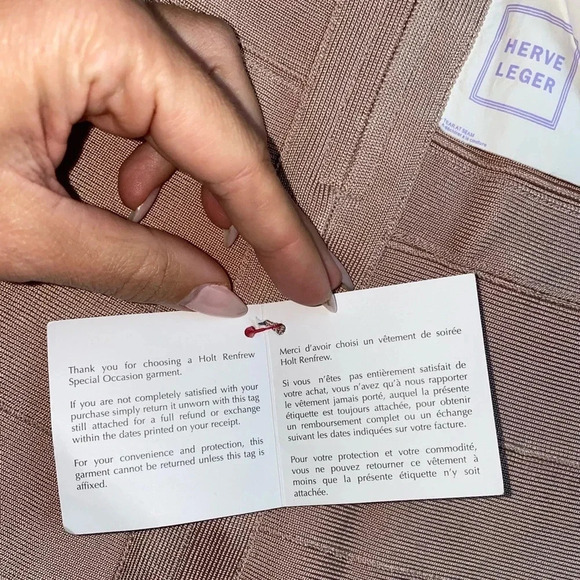 HERVE
LEGER
TEAR AT SEAM
Thank you for choosing a Holt Renfrew
Special Occasion garment.
If you are not completely satisfied with your
purchase simply return it unworn with this tag
still attached for a full refund or exchange
within the dates printed on your receipt.
For your convenience and protection, this
garment cannot be returned unless this tag is
affixed.
Merci d'avoir choisi un vêtement de soirée
Holt Renfrew.
Si vous n'êtes pas entièrement satisfait de
votre achat, vous n'avez qu'à nous rapporter
le vêtement jamais porté, auquel la présente
étiquette est toujours attachée, pour obtenir
un remboursement complet ou un échange
suivant les dates indiquées sur votre facture.
Pour votre protection et votre commodité,
vous ne pouvez retourner ce vêtement à
moins que la présente étiquette n'y soit
attachée.